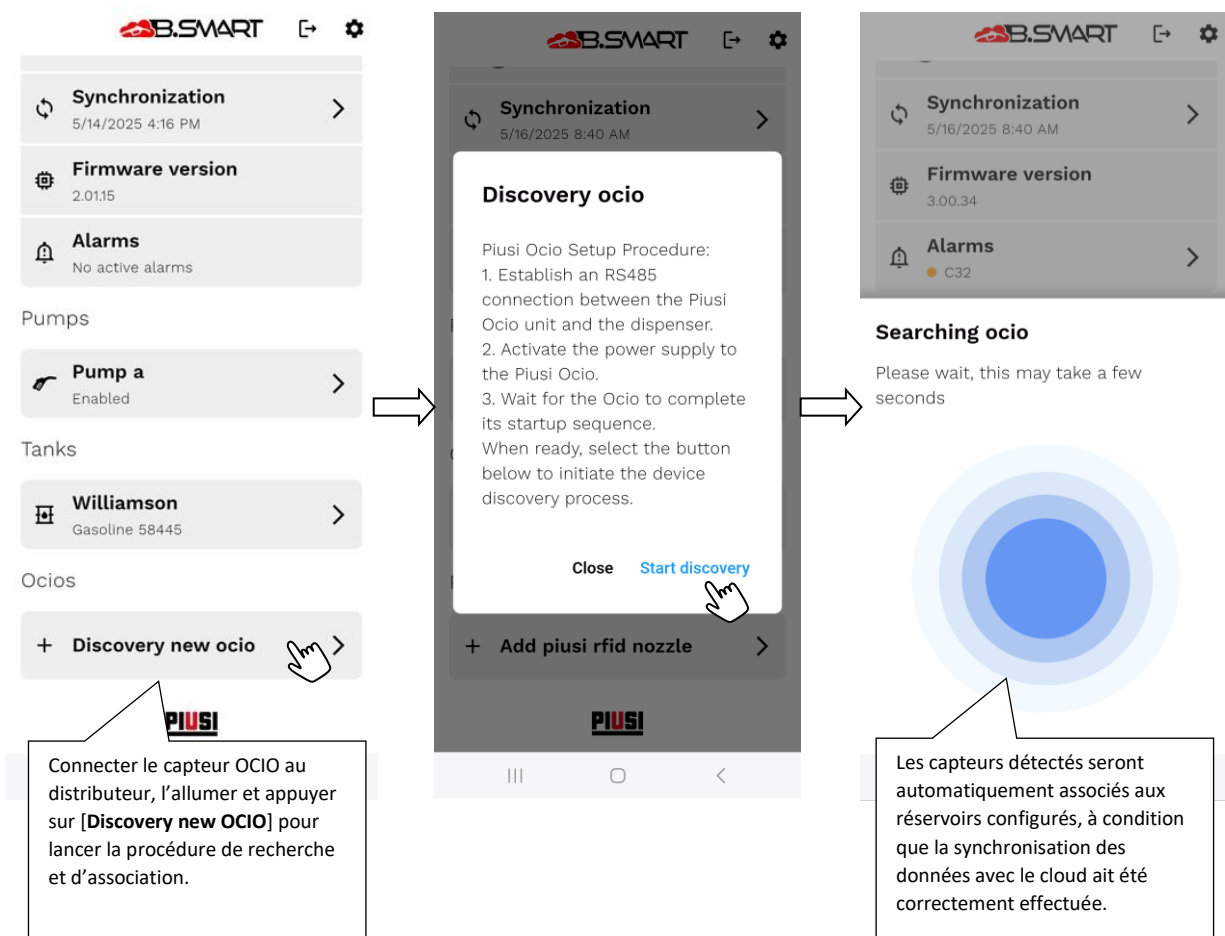 B.SMART
Synchronization
5/14/2025 4:16 PM
Firmware version
2.01.15
Alarms
No active alarms
Pumps
Pump a
Enabled
Tanks
Williamson
Gasoline 58445
Ocios
+ Discovery new ocio
PIUSI
Connecter le capteur OCIO au
distributeur, l’allumer et appuyer
sur [Discovery new OCIO] pour
lancer la procédure de recherche
et d’association.
B.SMART
Synchronization
5/16/2025 8:40 AM
Discovery ocio
Piusi Ocio Setup Procedure:
1. Establish an RS485
connection between the Piusi
Ocio unit and the dispenser.
2. Activate the power supply to
the Piusi Ocio.
3. Wait for the Ocio to complete
its startup sequence.
When ready, select the button
below to initiate the device
discovery process.
Close Start discovery
+ Add piusi rfid nozzle
PIUSI
B.SMART
Synchronization
5/16/2025 8:40 AM
Firmware version
3.00.34
Alarms
C32
Searching ocio
Please wait, this may take a few
seconds
Les capteurs détectés seront
automatiquement associés aux
réservoirs configurés, à condition
que la synchronisation des
données avec le cloud ait été
correctement effectuée.